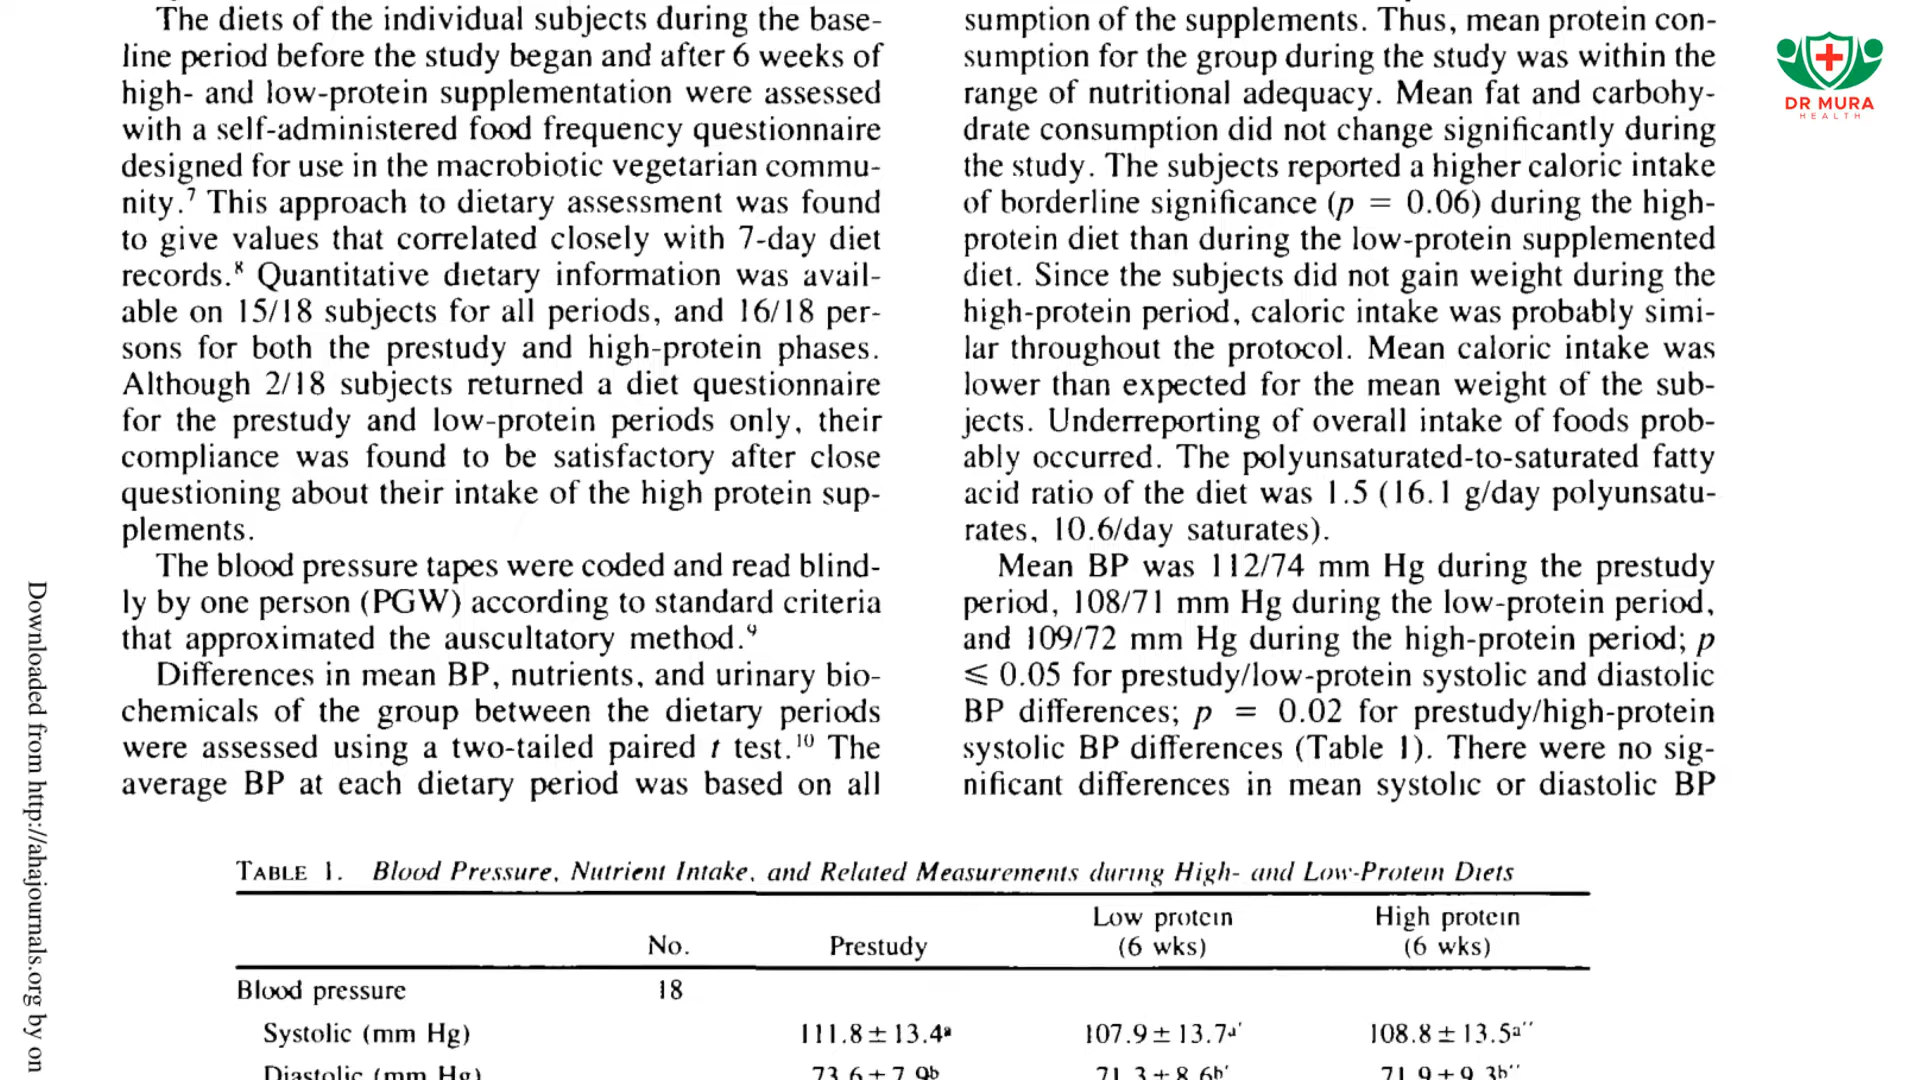 The diets of the individual subjects during the base-
line period before the study began and after 6 weeks of
high- and low-protein supplementation were assessed
with a self-administered food frequency questionnaire
designed for use in the macrobiotic vegetarian commu-
nity.7 This approach to dietary assessment was found
to give values that correlated closely with 7-day diet
records.8 Quantitative dietary information was avail-
able on 15/18 subjects for all periods, and 16/18 per-
sons for both the prestudy and high-protein phases.
Although 2/18 subjects returned a diet questionnaire
for the prestudy and low-protein periods only, their
compliance was found to be satisfactory after close
questioning about their intake of the high protein sup-
plements.
The blood pressure tapes were coded and read blind-
ly by one person (PGW) according to standard criteria
that approximated the auscultatory method.9
Differences in mean BP, nutrients, and urinary bio-
chemicals of the group between the dietary periods
were assessed using a two-tailed paired t test.10 The
average BP at each dietary period was based on all
sumption of the supplements. Thus, mean protein con-
sumption for the group during the study was within the
range of nutritional adequacy. Mean fat and carbohy-
drate consumption did not change significantly during
the study. The subjects reported a higher caloric intake
of borderline significance (p = 0.06) during the high-
protein diet than during the low-protein supplemented
diet. Since the subjects did not gain weight during the
high-protein period, caloric intake was probably simi-
lar throughout the protocol. Mean caloric intake was
lower than expected for the mean weight of the sub-
jects. Underreporting of overall intake of foods prob-
ably occurred. The polyunsaturated-to-saturated fatty
acid ratio of the diet was 1.5 (16.1 g/day polyunsatu-
rates, 10.6/day saturates).
Mean BP was 112/74 mm Hg during the prestudy
period, 108/71 mm Hg during the low-protein period,
and 109/72 mm Hg during the high-protein period; p
≤ 0.05 for prestudy/low-protein systolic and diastolic
BP differences; p = 0.02 for prestudy/high-protein
systolic BP differences (Table 1). There were no sig-
nificant differences in mean systolic or diastolic BP
TABLE 1. Blood Pressure, Nutrient Intake, and Related Measurements during High- and Low-Protein Diets
No. Prestudy Low protein (6 wks) High protein (6 wks)
Blood pressure 18
Systolic (mm Hg) 111.8±13.4a 107.9±13.7a' 108.8±13.5a''
Diastolic (mm Hg) 73.6±7.9b 71.3±8.6b' 71.9±9.3b''
Downloaded from http://ahajournals.org by on
DR MURA
HEALTH